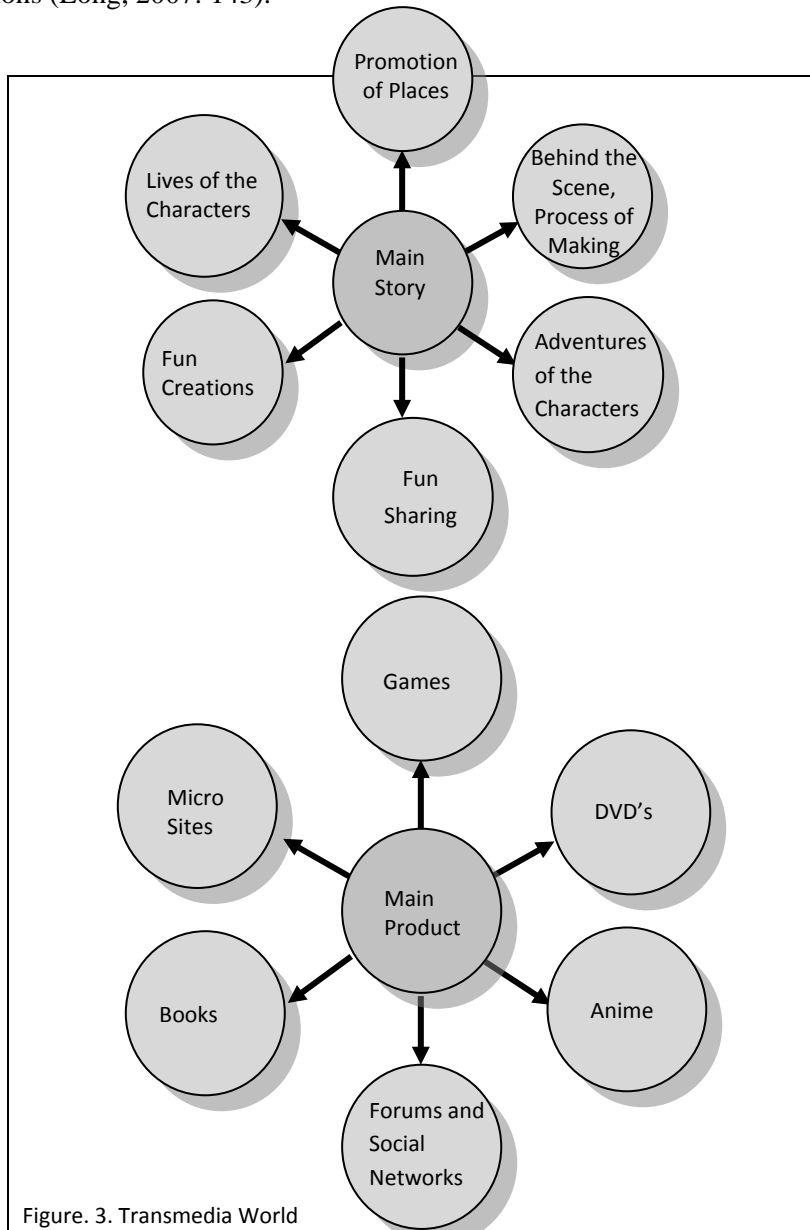 (Long, 2007: 145).
Promotion
of Places
Lives of the
Characters
Behind the
Scene,
Process of
Making
Main
Story
Fun
Creations
Adventures
of the
Characters
Fun
Sharing
Games
Micro
Sites
DVD's
Main
Product
Books
Anime
Forums and
Social
Networks
Figure. 3. Transmedia World